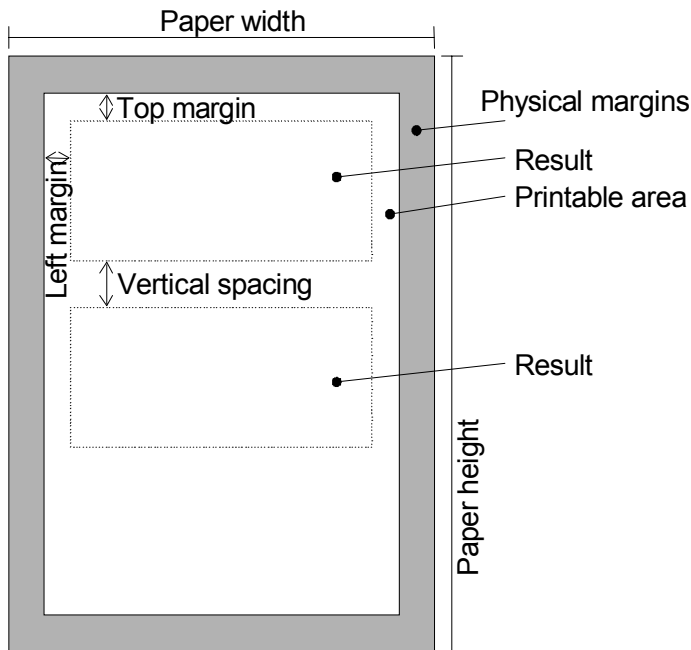 Paper width
Top margin
Physical margins
Result
Printable area
Left margin
Vertical spacing
Result
Paper height